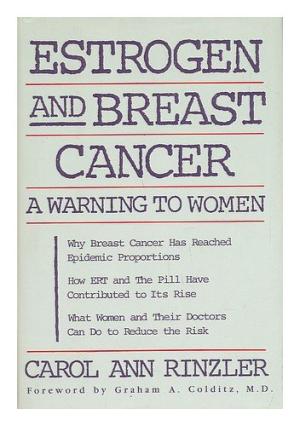 ESTROGEN
AND BREAST
CANCER
A WARNING TO WOMEN
Why Breast Cancer Has Reached
Epidemic Proportions
How ERT and The Pill Have
Contributed to Its Rise
What Women and Their Doctors
Can Do to Reduce the Risk
CAROL ANN RINZLER
Foreword by Graham A. Colditz, M.D.